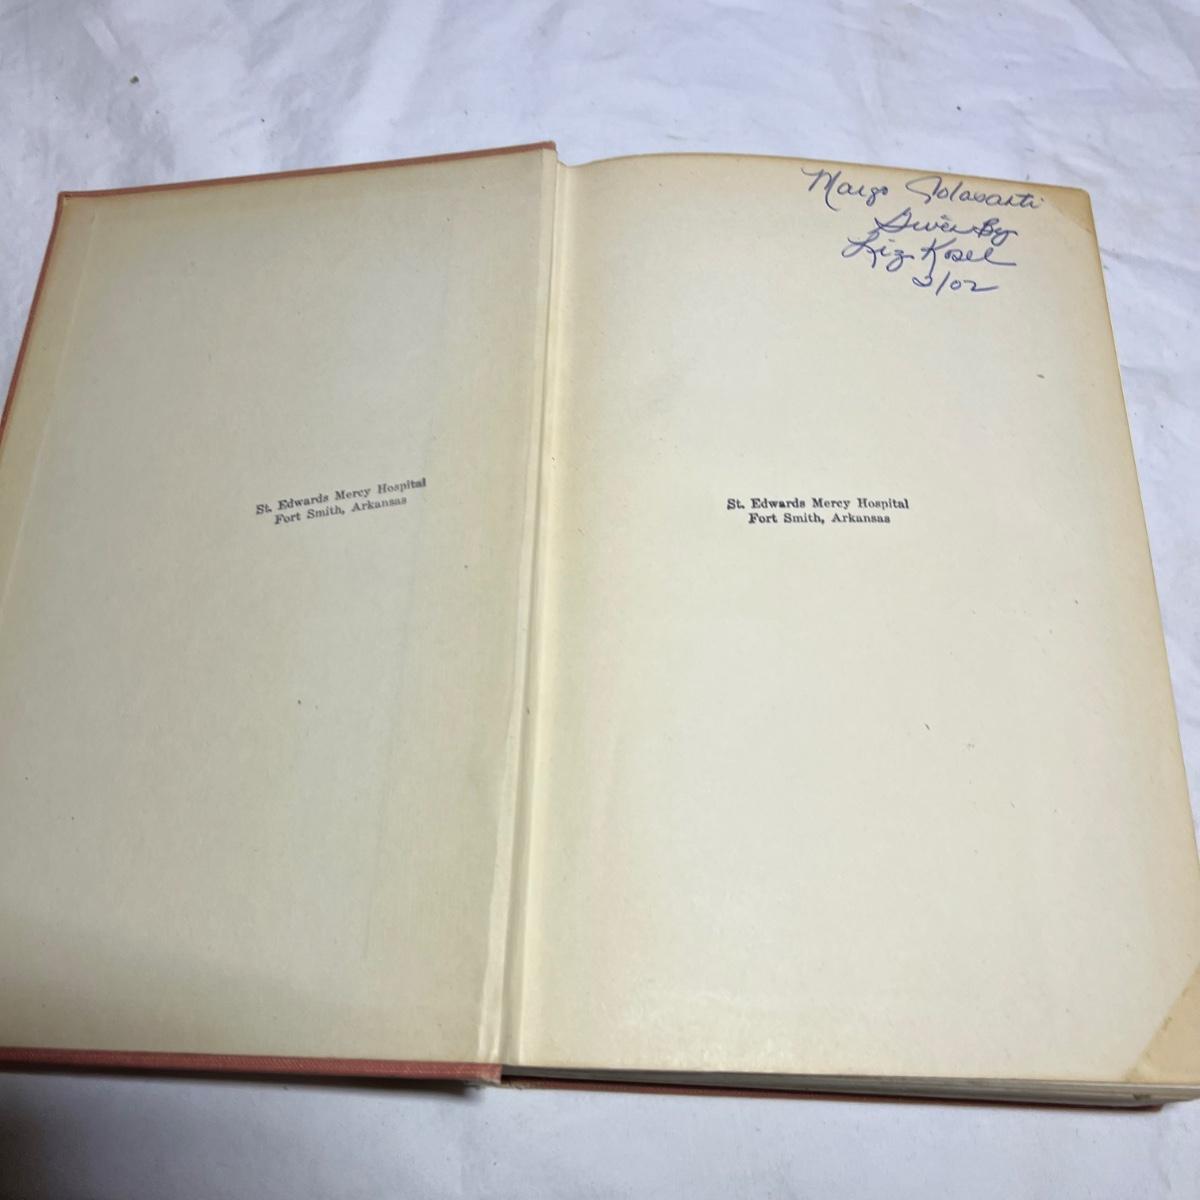 St. Edwards Mercy Hospital
Fort Smith, Arkansas
Margo Solasanti
Given By
Liz Kosel
3/02
St. Edwards Mercy Hospital
Fort Smith, Arkansas